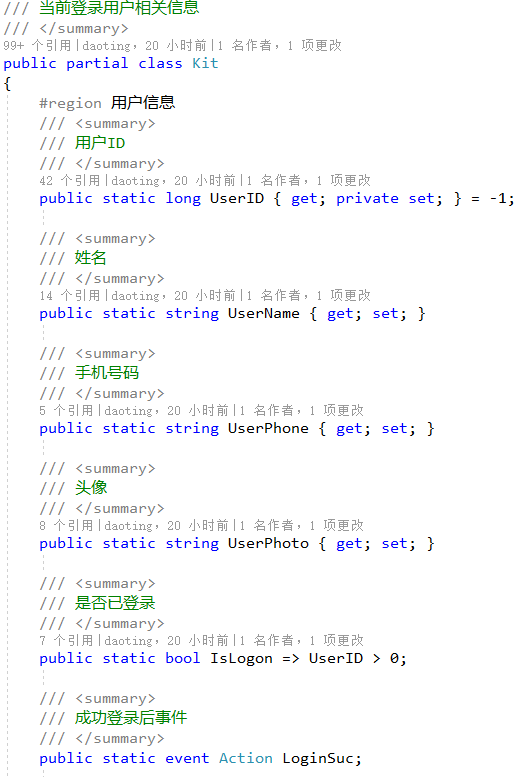 /// 当前登录用户相关信息
/// </summary>
99+ 个引用|daoting，20 小时前|1 名作者，1 项更改
public partial class Kit
{
#region 用户信息
/// <summary>
/// 用户ID
/// </summary>
42 个引用|daoting，20 小时前|1 名作者，1 项更改
public static long UserID { get; private set; } = -1;
/// <summary>
/// 姓名
/// </summary>
14 个引用|daoting，20 小时前|1 名作者，1 项更改
public static string UserName { get; set; }
/// <summary>
/// 手机号码
/// </summary>
5 个引用|daoting，20 小时前|1 名作者，1 项更改
public static string UserPhone { get; set; }
/// <summary>
/// 头像
/// </summary>
8 个引用|daoting，20 小时前|1 名作者，1 项更改
public static string UserPhoto { get; set; }
/// <summary>
/// 是否已登录
/// </summary>
7 个引用|daoting，20 小时前|1 名作者，1 项更改
public static bool IsLogon => UserID > 0;
/// <summary>
/// 成功登录后事件
/// </summary>
public static event Action LoginSuc;